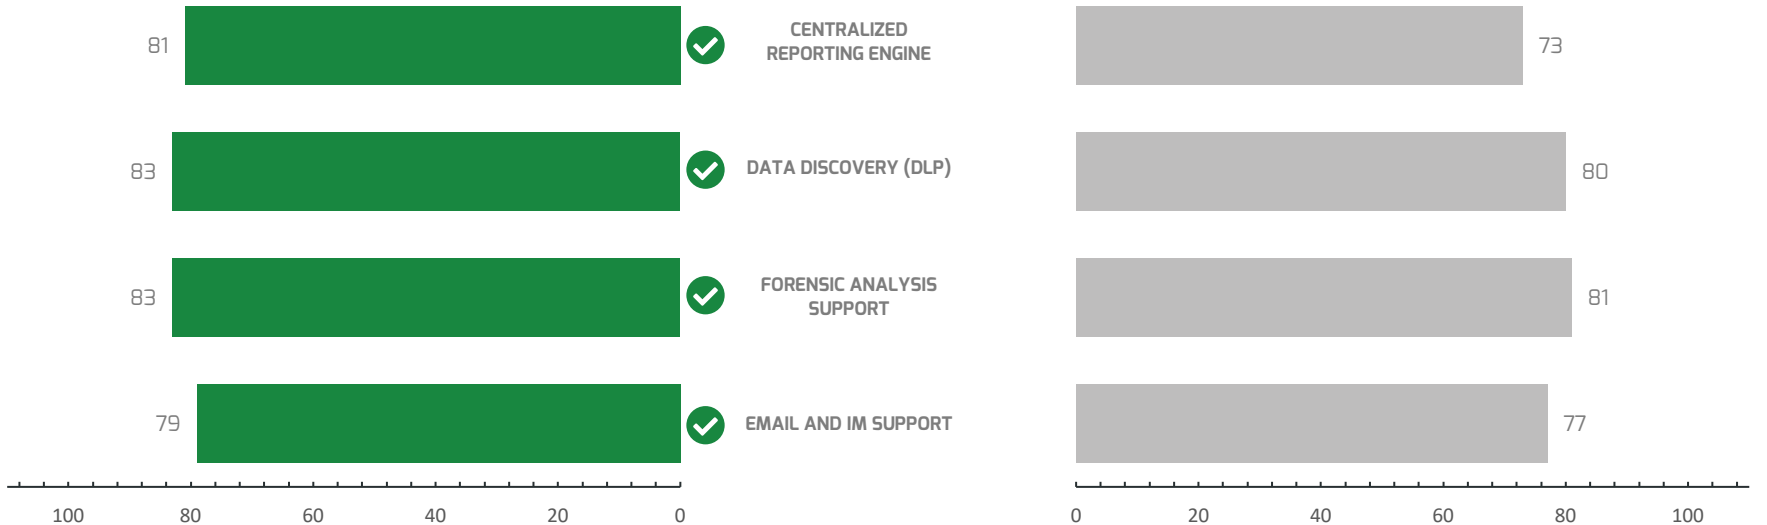 81 CENTRALIZED REPORTING ENGINE 73
83 DATA DISCOVERY (DLP) 80
83 FORENSIC ANALYSIS SUPPORT 81
79 EMAIL AND IM SUPPORT 77
100 80 60 40 20 0 0 20 40 60 80 100